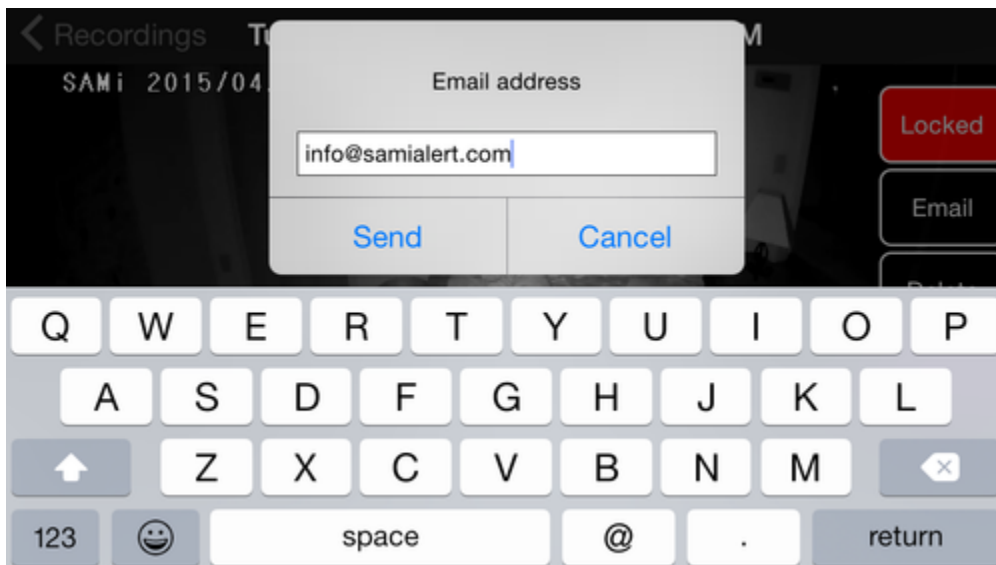 Recordings
SAMi 2015/04
Email address
info@samialert.com
Send Cancel
Locked
Email
Q W E R T Y U I O P
A S D F G H J K L
Z X C V B N M
123 space @ . return